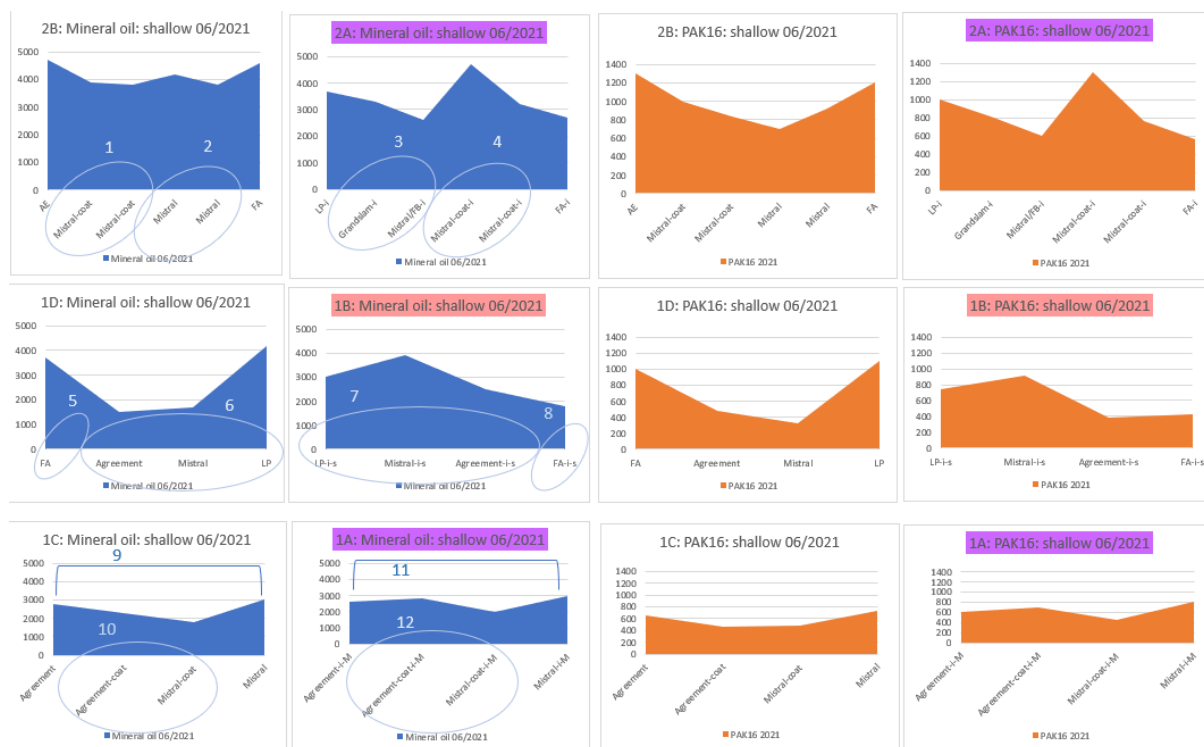 2B: Mineral oil: shallow 06/2021
5000
4000
3000
2000
1000
0
1
2
AE
Mistral-coat
Mistral-coat
Mistral
Mistral
FA
Mineral oil 06/2021
2A: Mineral oil: shallow 06/2021
5000
4000
3000
2000
1000
0
3
4
LP-i
Grandslam-i
Mistral/FB-i
Mistral-coat-i
Mistral-coat-i
FA-i
Mineral oil 06/2021
2B: PAK16: shallow 06/2021
1400
1200
1000
800
600
400
200
0
AE
Mistral-coat
Mistral-coat
Mistral
Mistral
FA
PAK16 2021
2A: PAK16: shallow 06/2021
1400
1200
1000
800
600
400
200
0
LP-i
Grandslam-i
Mistral/FB-i
Mistral-coat-i
Mistral-coat-i
FA-i
PAK16 2021
1D: Mineral oil: shallow 06/2021
5000
4000
3000
2000
1000
0
5
6
FA
Agreement
Mistral
LP
Mineral oil 06/2021
1B: Mineral oil: shallow 06/2021
5000
4000
3000
2000
1000
0
7
8
LP-i-s
Mistral-i-s
Agreement-i-s
FA-i-s
Mineral oil 06/2021
1D: PAK16: shallow 06/2021
1400
1200
1000
800
600
400
200
0
FA
Agreement
Mistral
LP
PAK16 2021
1B: PAK16: shallow 06/2021
1400
1200
1000
800
600
400
200
0
LP-i-s
Mistral-i-s
Agreement-i-s
FA-i-s
PAK16 2021
1C: Mineral oil: shallow 06/2021
9
5000
4000
3000
2000
1000
0
10
Agreement
Agreement-coat
Mistral-coat
Mistral
Mineral oil 06/2021
1A: Mineral oil: shallow 06/2021
11
5000
4000
3000
2000
1000
0
12
Agreement-i-M
Agreement-coat-i-M
Mistral-coat-i-M
Mistral-i-M
Mineral oil 06/2021
1C: PAK16: shallow 06/2021
1400
1200
1000
800
600
400
200
0
Agreement
Agreement-coat
Mistral-coat
Mistral
PAK16 2021
1A: PAK16: shallow 06/2021
1400
1200
1000
800
600
400
200
0
Agreement-i-M
Agreement-coat-i-M
Mistral-coat-i-M
Mistral-i-M
PAK16 2021